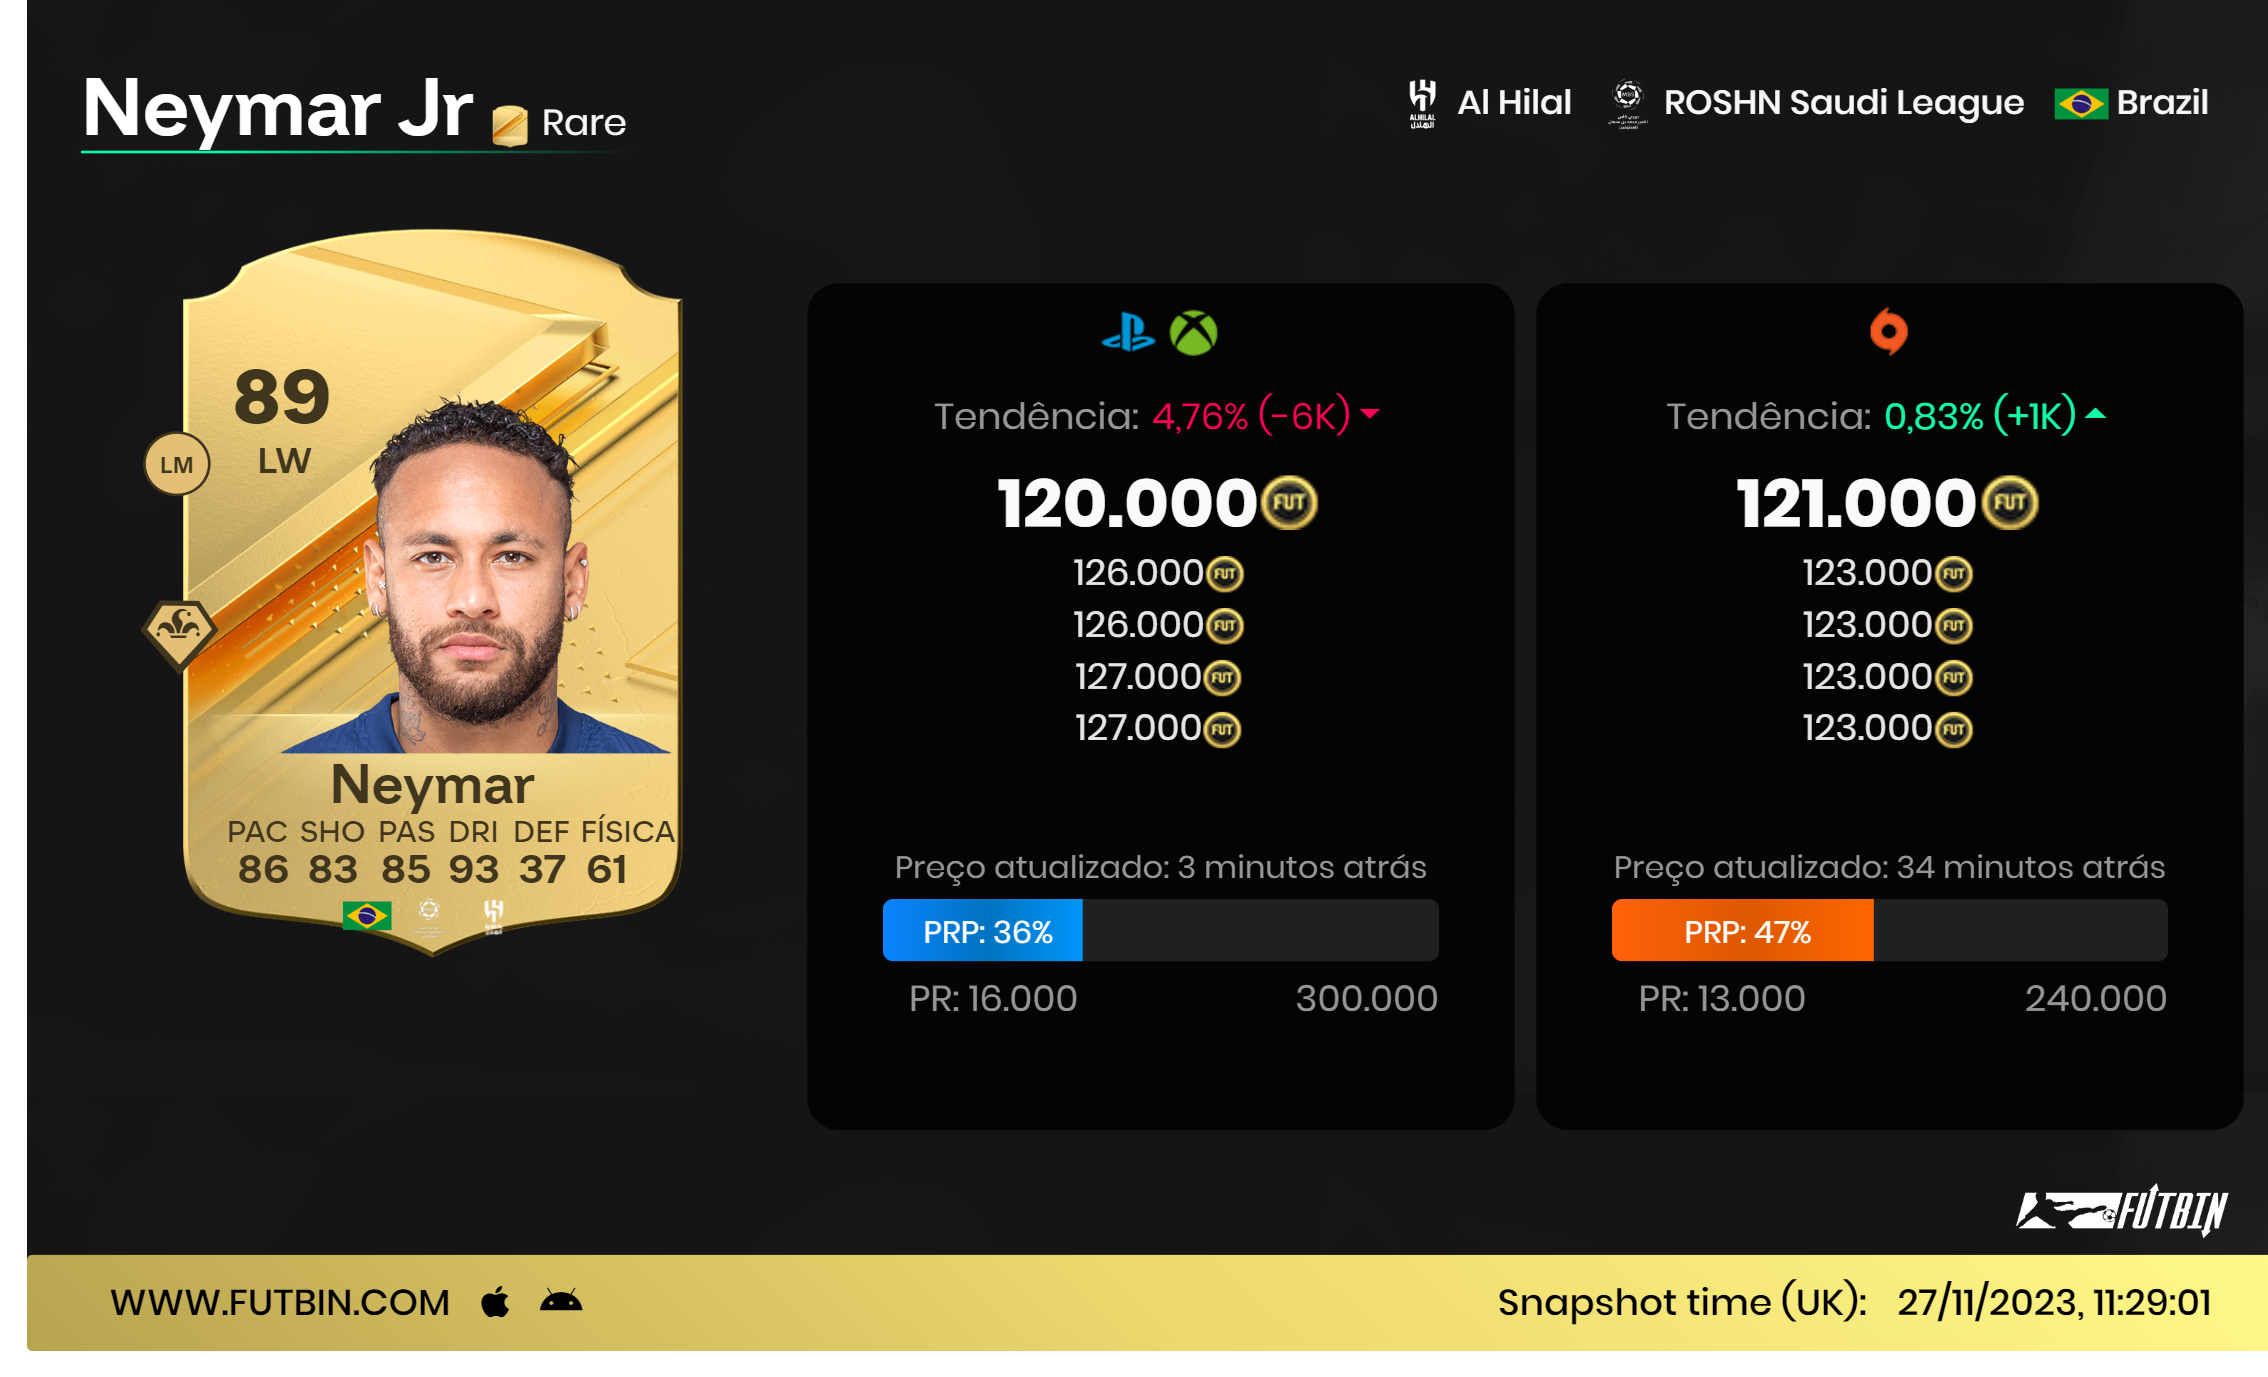 Neymar Jr Rare
Al Hilal ROSHN Saudi League Brazil
89
LW
LM
Neymar
PAC SHO PAS DRI DEF FÍSICA
86 83 85 93 37 61
Tendência: 4,76% (-6K)
120.000
126.000
126.000
127.000
127.000
Preço atualizado: 3 minutos atrás
PRP: 36%
PR: 16.000 300.000
Tendência: 0,83% (+1K)
121.000
123.000
123.000
123.000
123.000
Preço atualizado: 34 minutos atrás
PRP: 47%
PR: 13.000 240.000
FUTBIN
WWW.FUTBIN.COM
Snapshot time (UK): 27/11/2023, 11:29:01